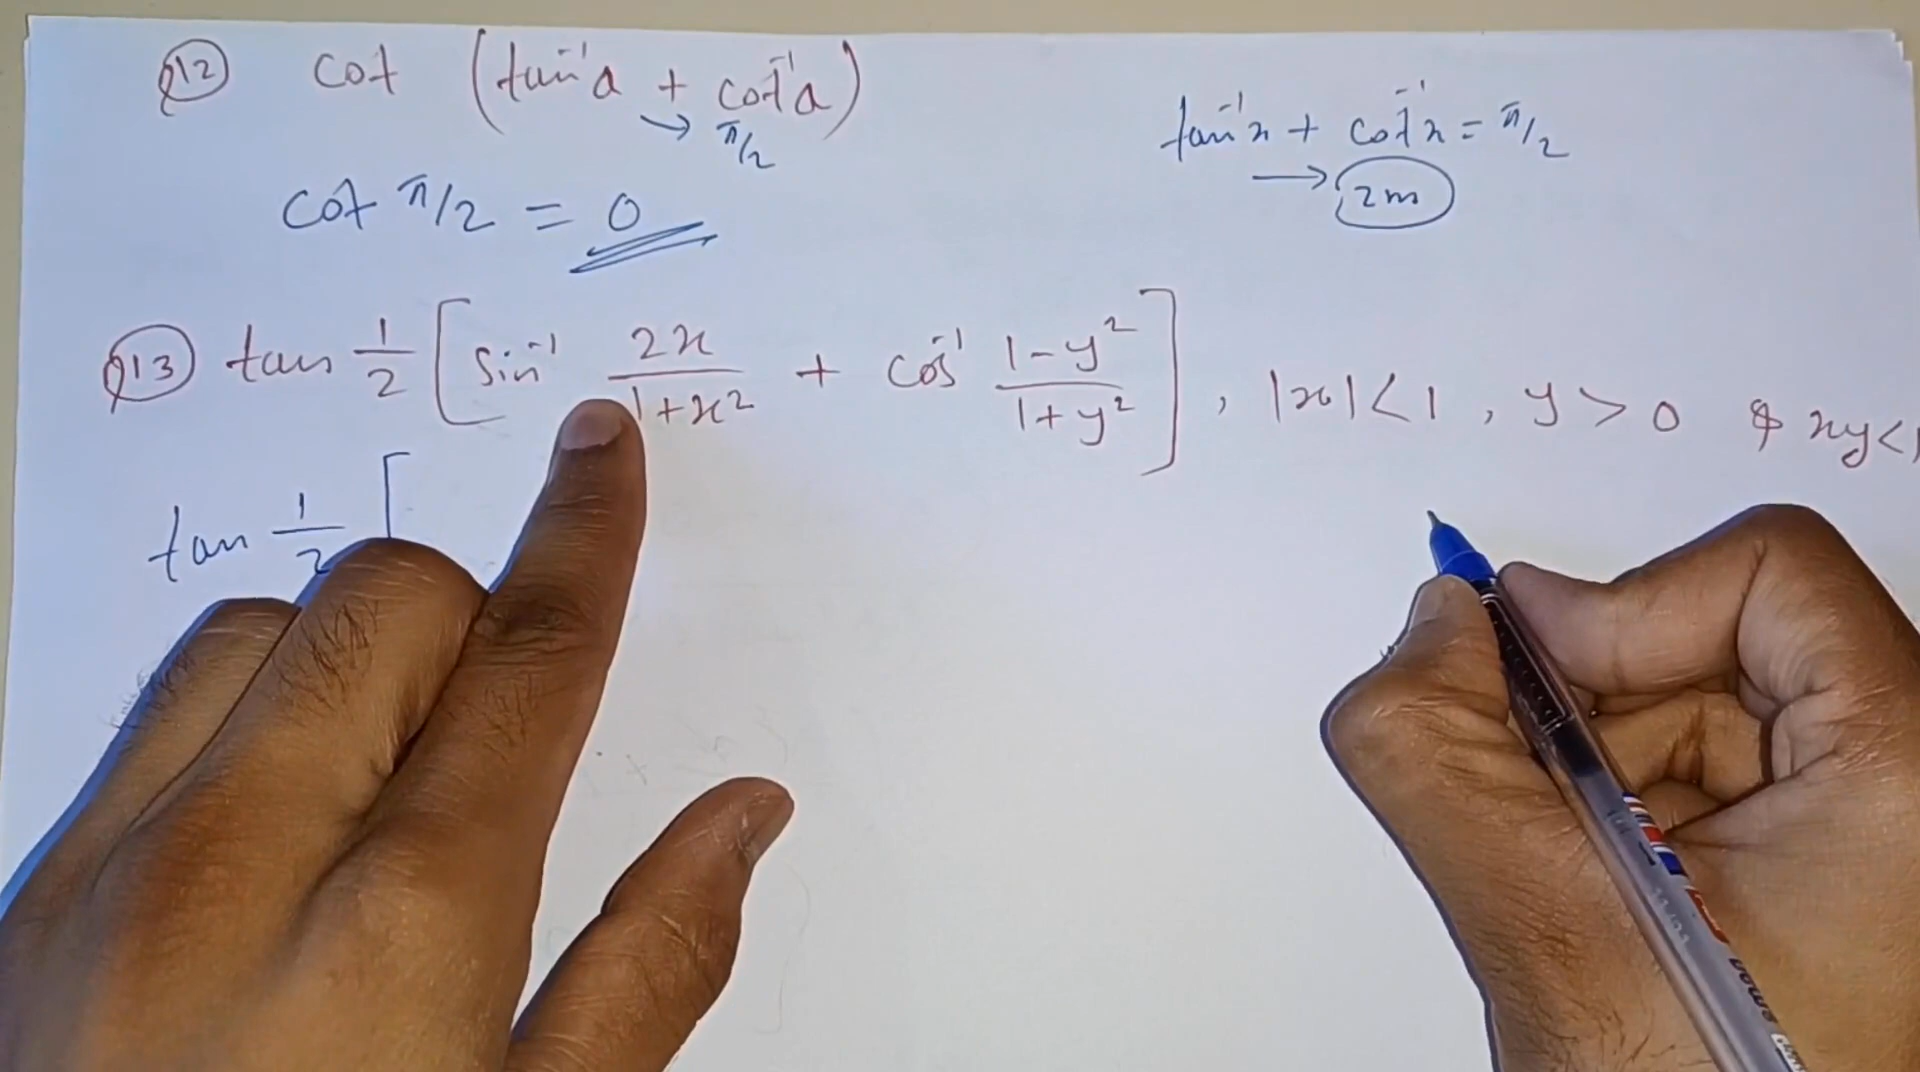 Q12 cot (tan⁻¹a + cot⁻¹a)
→ π/2
tan⁻¹x + cot⁻¹x = π/2
→ 2m
cot π/2 = 0
Q13 tan 1/2 [sin⁻¹ 2x/1+x² + cos⁻¹ 1-y²/1+y²], |x|<1, y>0 & xy<1
tan 1/2 [